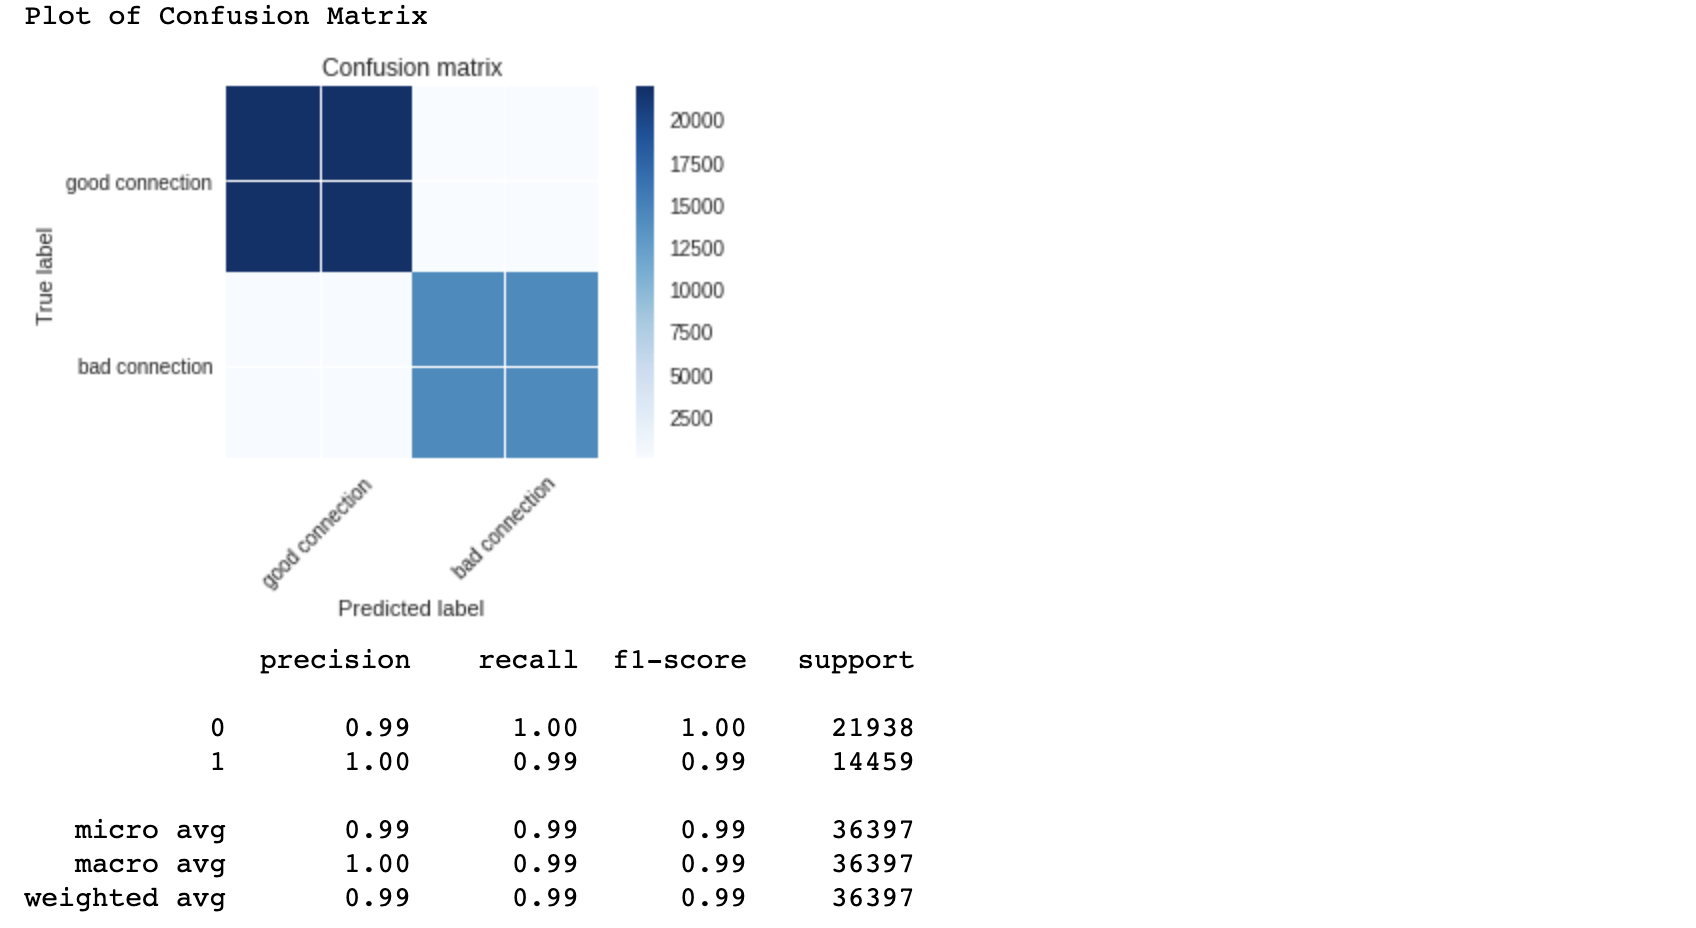 Plot of Confusion Matrix
Confusion matrix
True label
good connection
bad connection
20000
17500
15000
12500
10000
7500
5000
2500
good connection
bad connection
Predicted label
precision recall f1-score support
0 0.99 1.00 1.00 21938
1 1.00 0.99 0.99 14459
micro avg 0.99 0.99 0.99 36397
macro avg 1.00 0.99 0.99 36397
weighted avg 0.99 0.99 0.99 36397